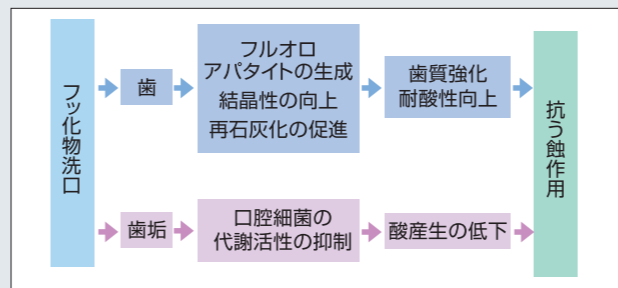 フッ化物洗口
歯
フルオロ
アパタイトの生成
結晶性の向上
再石灰化の促進
歯質強化
耐酸性向上
歯垢
口腔細菌の
代謝活性の抑制
酸産生の低下
抗う蝕作用